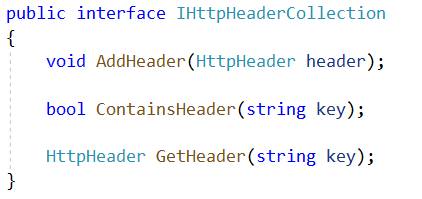 public interface IHttpHeaderCollection
{
    void AddHeader(HttpHeader header);
    bool ContainsHeader(string key);
    HttpHeader GetHeader(string key);
}